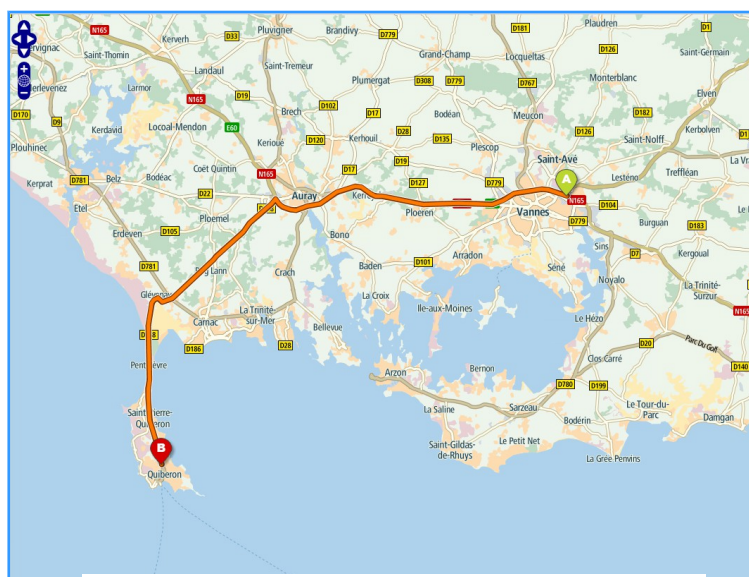 D181
Plaudren
D1
N165
Kerverh
D33
Pluvigner
Brandivy
D779
D126
Saint-Thomin
Grand-Champ
Locqueltas
Saint-Germain
Landaul
Saint-Tremeur
Plumergat
D308
D779
D767
Monterblanc
Larmor
N165
D19
Elven
D170
D102
D17
Bodéan
Meucon
D182
D9
Locoal-Mendon
E60
Brech
D126
Kerbolven
Kerdavid
D120
Kerhouil
D28
D135
Saint-Nolff
D1
Plouhinec
Kerioué
Plescop
Saint-Avé
N165
D17
D19
Lesténo
Treffléan
Kerprat
D781
Belz
Bodéac
Coët Quintin
D127
D779
A
D22
Auray
N165
D104
Etel
Ploemel
Ploeren
Vannes
D779
Burguan
D183
Erdeven
D105
Bono
Sins
Arradon
D7
Kergoual
D781
Crach
Baden
D101
Séné
Noyalo
La Croix
La Trinité-
Surzur
Carnac
La Trinité-
sur-Mer
Ile-aux-Moines
Le Hézo
N165
D186
D28
Bellevue
D20
Parc Du Golf
Clos Carré
Arzon
Bernon
D780
D199
D140
La Saline
Sarzeau
Le Tour-du-
Parc
Damgan
Bodérin
Saint-Gildas-
de-Rhuys
Le Petit Net
La Grée Penvins
B
Quiberon